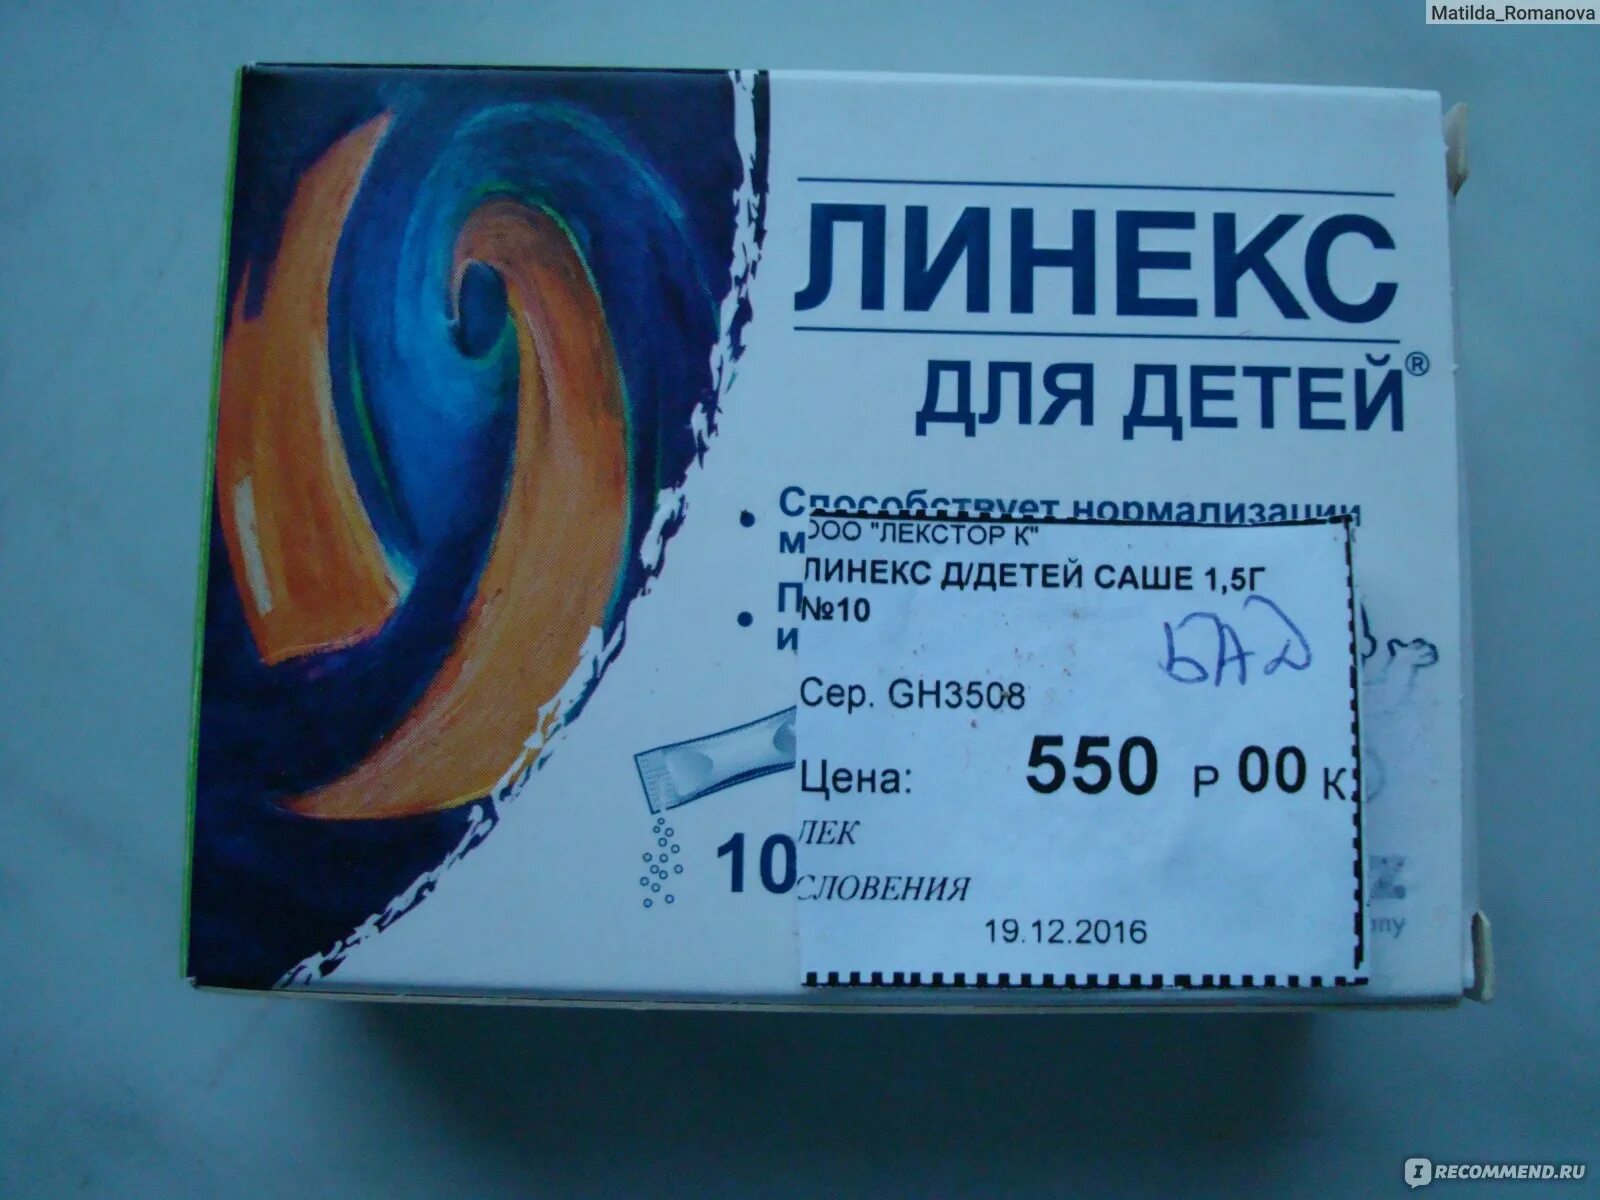 Matilda_Romanova
ЛИНЕКС
ДЛЯ ДЕТЕЙ®
• Способствует нормализации
ООО "ЛЕКСТОР К"
ЛИНЕКС Д/ДЕТЕЙ САШЕ 1,5Г
№10
БАД
Сер. GH3508
Цена: 550 Р 00 К
10
ЛЕК
СЛОВЕНИЯ
19.12.2016
IRECOMMEND.RU